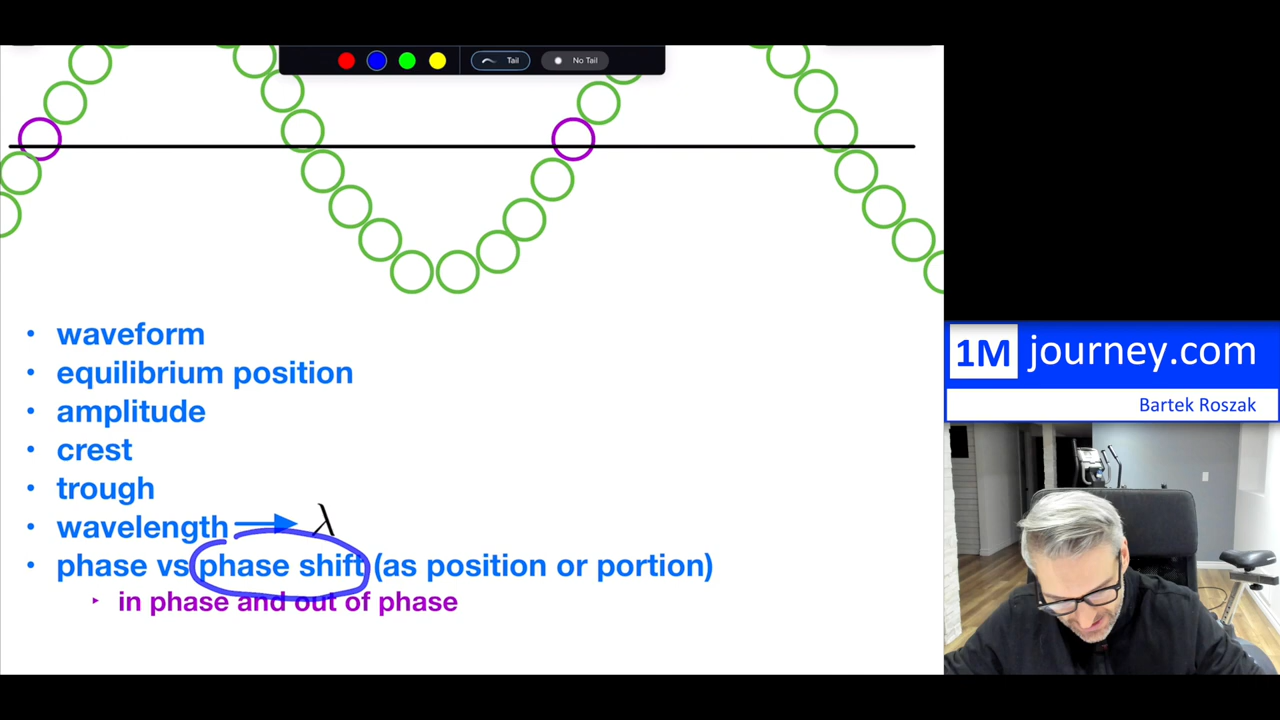 Tail
No Tail
• waveform
• equilibrium position
• amplitude
• crest
• trough
• wavelength → λ
• phase vs phase shift (as position or portion)
‣ in phase and out of phase
1M journey.com
Bartek Roszak